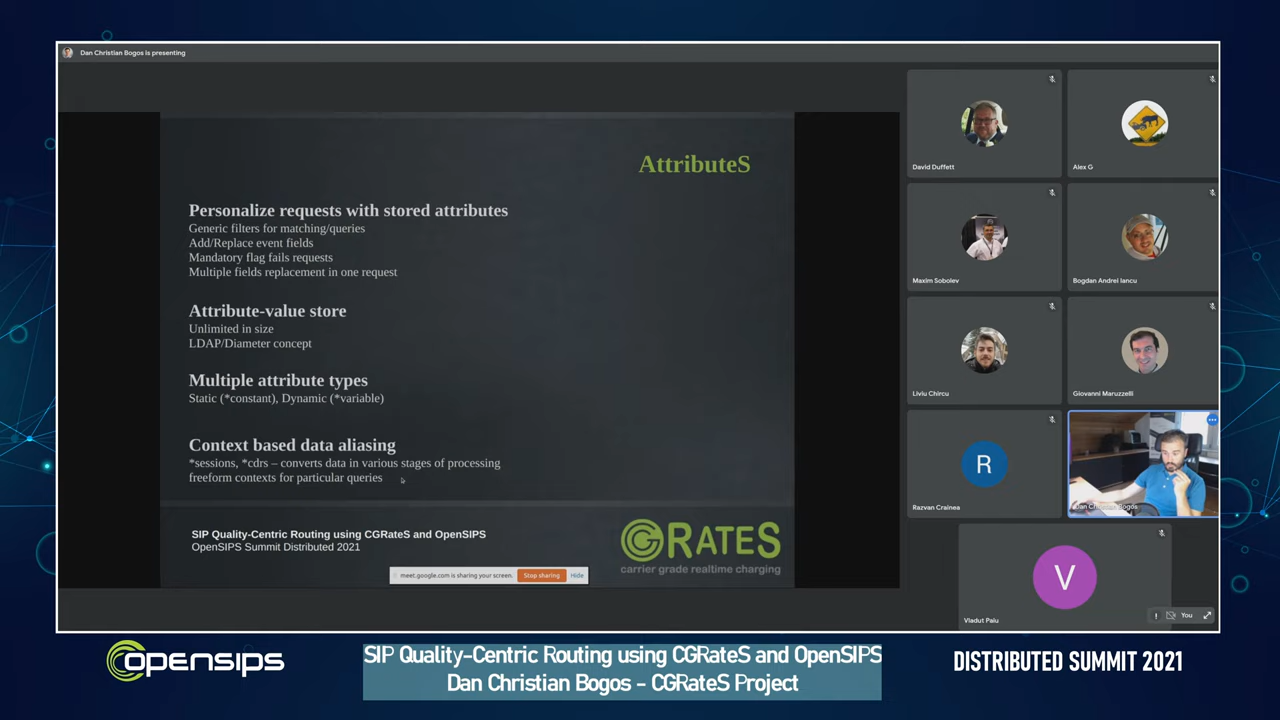 Dan Christian Bogos is presenting
AttributeS
Personalize requests with stored attributes
Generic filters for matching/queries
Add/Replace event fields
Mandatory flag fails requests
Multiple fields replacement in one request
Attribute-value store
Unlimited in size
LDAP/Diameter concept
Multiple attribute types
Static (*constant), Dynamic (*variable)
Context based data aliasing
*sessions, *cdrs – converts data in various stages of processing
freeform contexts for particular queries
SIP Quality-Centric Routing using CGRateS and OpenSIPS
OpenSIPS Summit Distributed 2021
CGRATES
carrier grade realtime charging
meet.google.com is sharing your screen.
Stop sharing
Hide
David Duffett
Alex G
Maxim Sobolev
Bogdan Andrei Iancu
Liviu Chircu
Giovanni Maruzzelli
R
Razvan Crainea
Dan Christian Bogos
V
Vladut Paiu
You
OPENSIPS
SIP Quality-Centric Routing using CGRateS and OpenSIPS
Dan Christian Bogos - CGRateS Project
DISTRIBUTED SUMMIT 2021